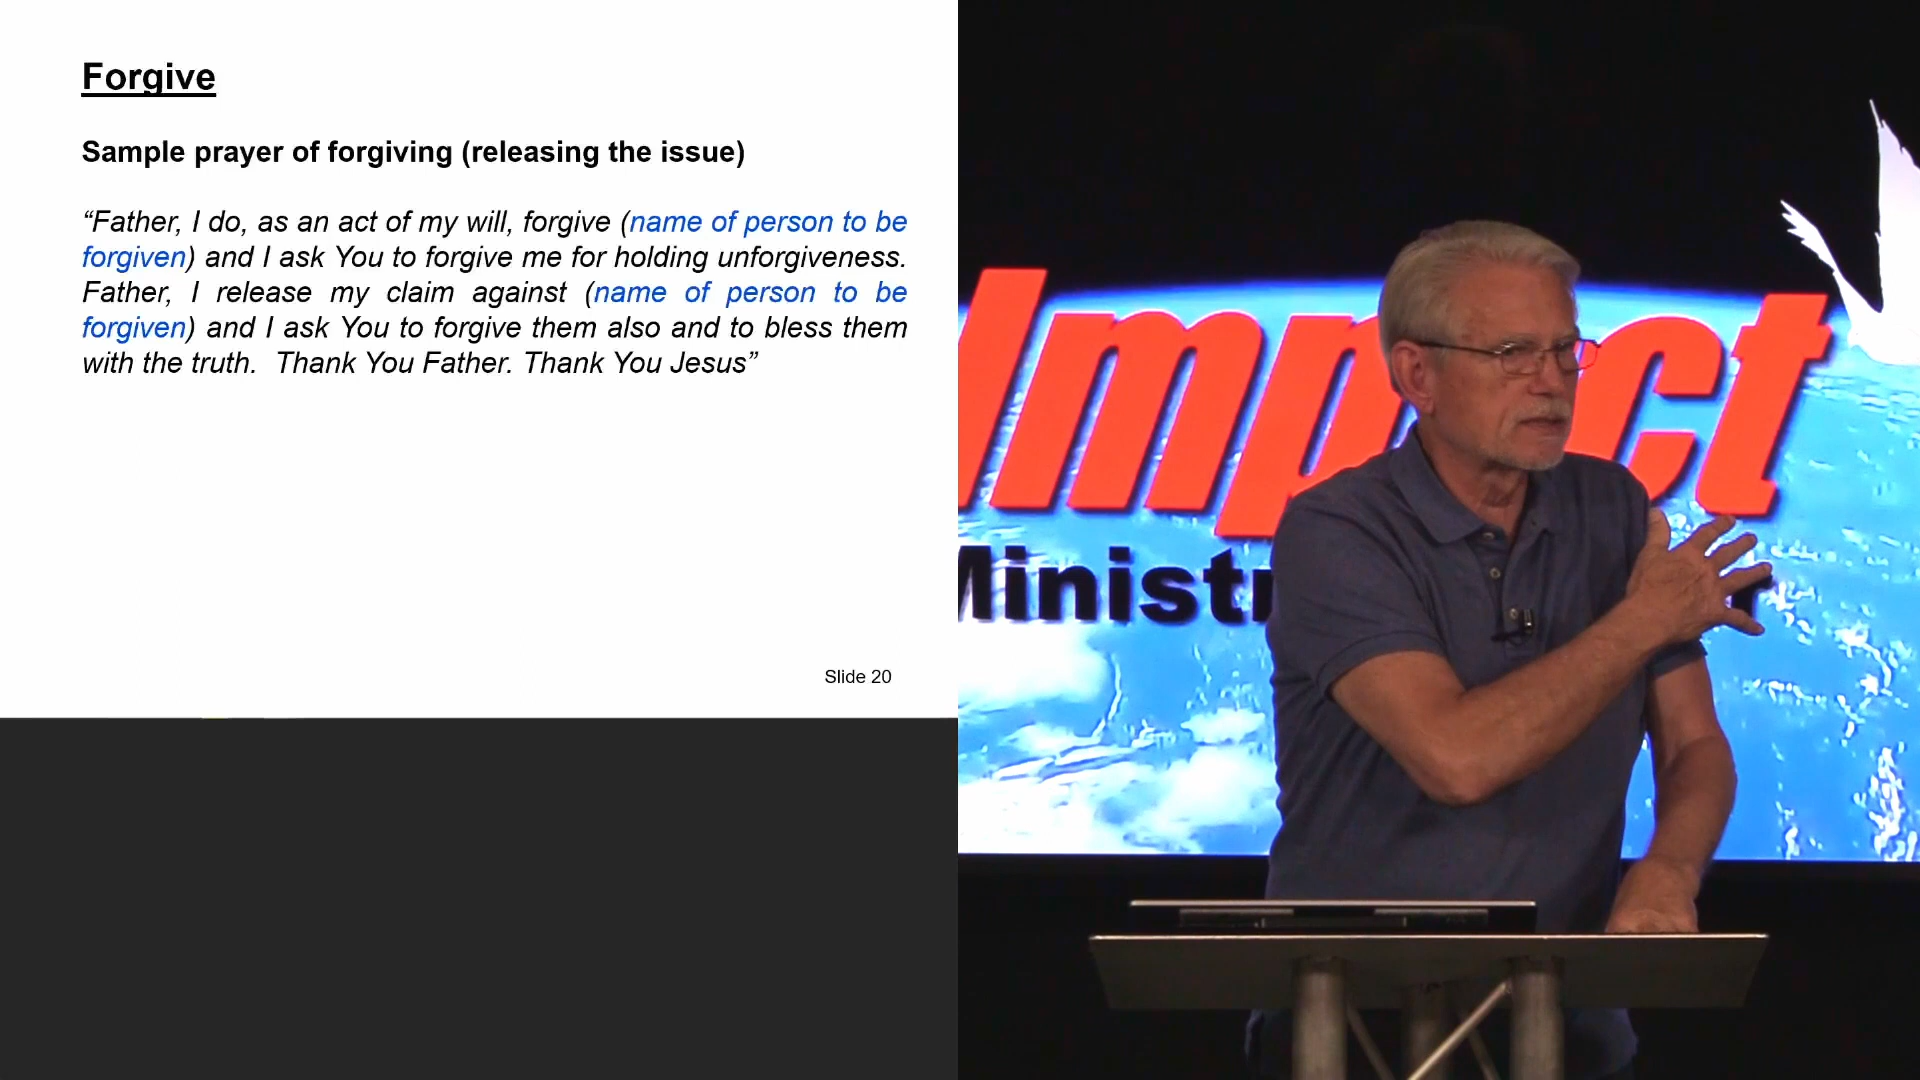 Forgive
Sample prayer of forgiving (releasing the issue)
“Father, I do, as an act of my will, forgive (name of person to be
forgiven) and I ask You to forgive me for holding unforgiveness.
Father, I release my claim against (name of person to be
forgiven) and I ask You to forgive them also and to bless them
with the truth.  Thank You Father. Thank You Jesus”
Slide 20